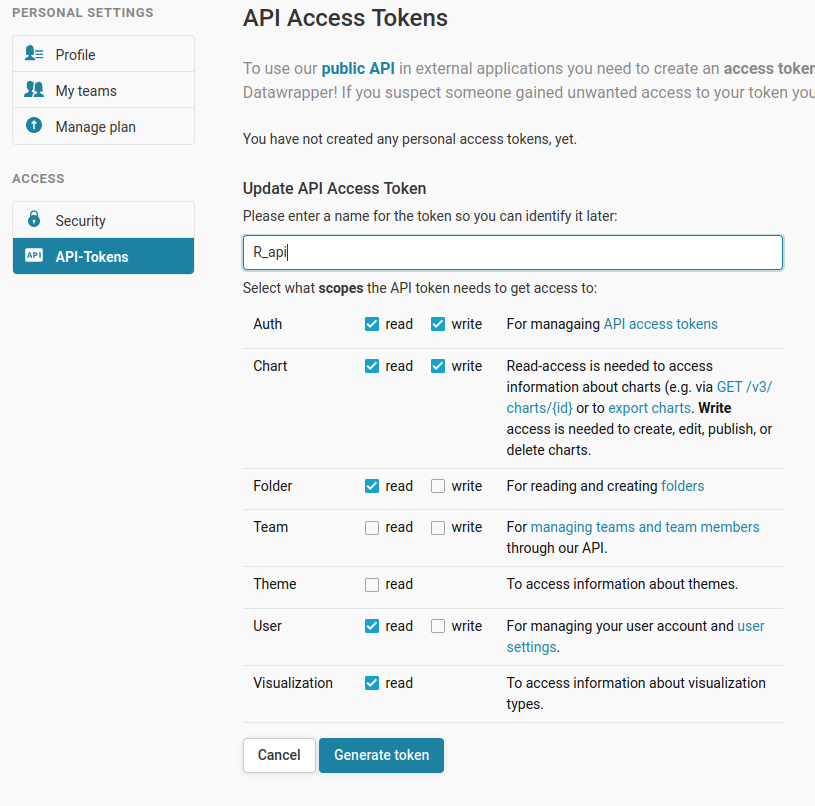 PERSONAL SETTINGS
Profile
My teams
Manage plan
ACCESS
Security
API
API-Tokens
API Access Tokens
To use our public API in external applications you need to create an access token
Datawrapper! If you suspect someone gained unwanted access to your token you
You have not created any personal access tokens, yet.
Update API Access Token
Please enter a name for the token so you can identify it later:
R_api
Select what scopes the API token needs to get access to:
Auth read write For managaing API access tokens
Chart read write Read-access is needed to access
information about charts (e.g. via GET /v3/
charts/{id} or to export charts. Write
access is needed to create, edit, publish, or
delete charts.
Folder read write For reading and creating folders
Team read write For managing teams and team members
through our API.
Theme read To access information about themes.
User read write For managing your user account and user
settings.
Visualization read To access information about visualization
types.
Cancel Generate token